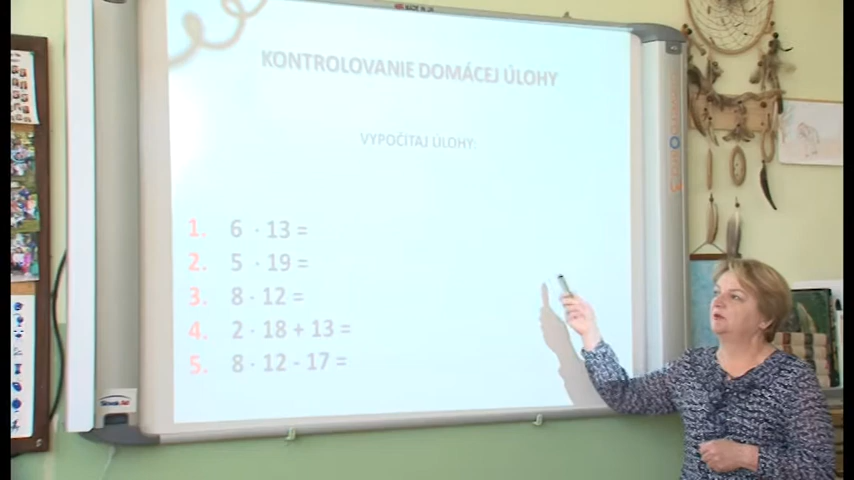 KONTROLOVANIE DOMÁCEJ ÚLOHY
VYPOČÍTAJ ÚLOHY:
1. 6 · 13 =
2. 5 · 19 =
3. 8 · 12 =
4. 2 · 18 + 13 =
5. 8 · 12 - 17 =